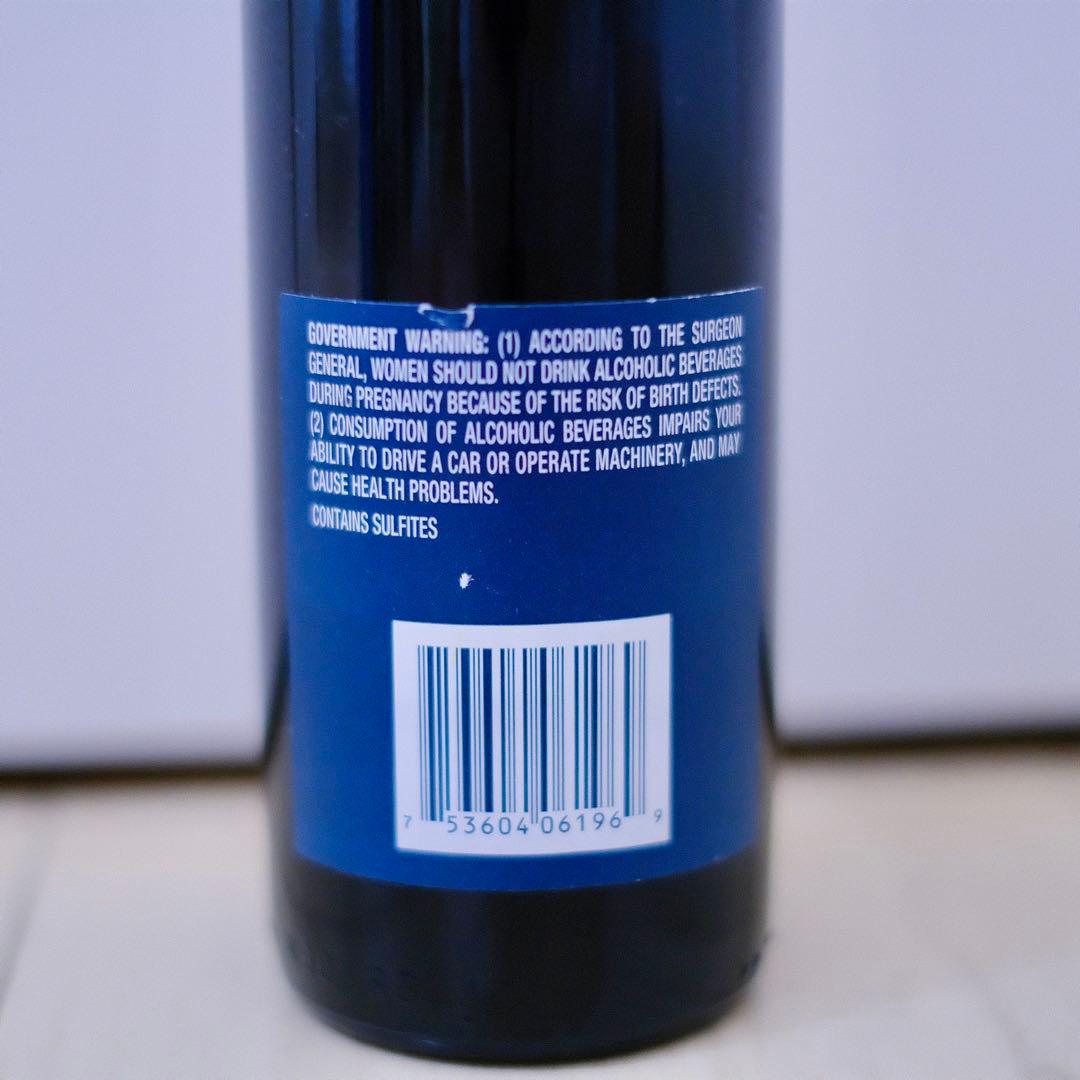 GOVERNMENT WARNING: (1) ACCORDING TO THE SURGEON
GENERAL, WOMEN SHOULD NOT DRINK ALCOHOLIC BEVERAGES
DURING PREGNANCY BECAUSE OF THE RISK OF BIRTH DEFECTS.
(2) CONSUMPTION OF ALCOHOLIC BEVERAGES IMPAIRS YOUR
ABILITY TO DRIVE A CAR OR OPERATE MACHINERY, AND MAY
CAUSE HEALTH PROBLEMS.
CONTAINS SULFITES
7 53604 06196 9